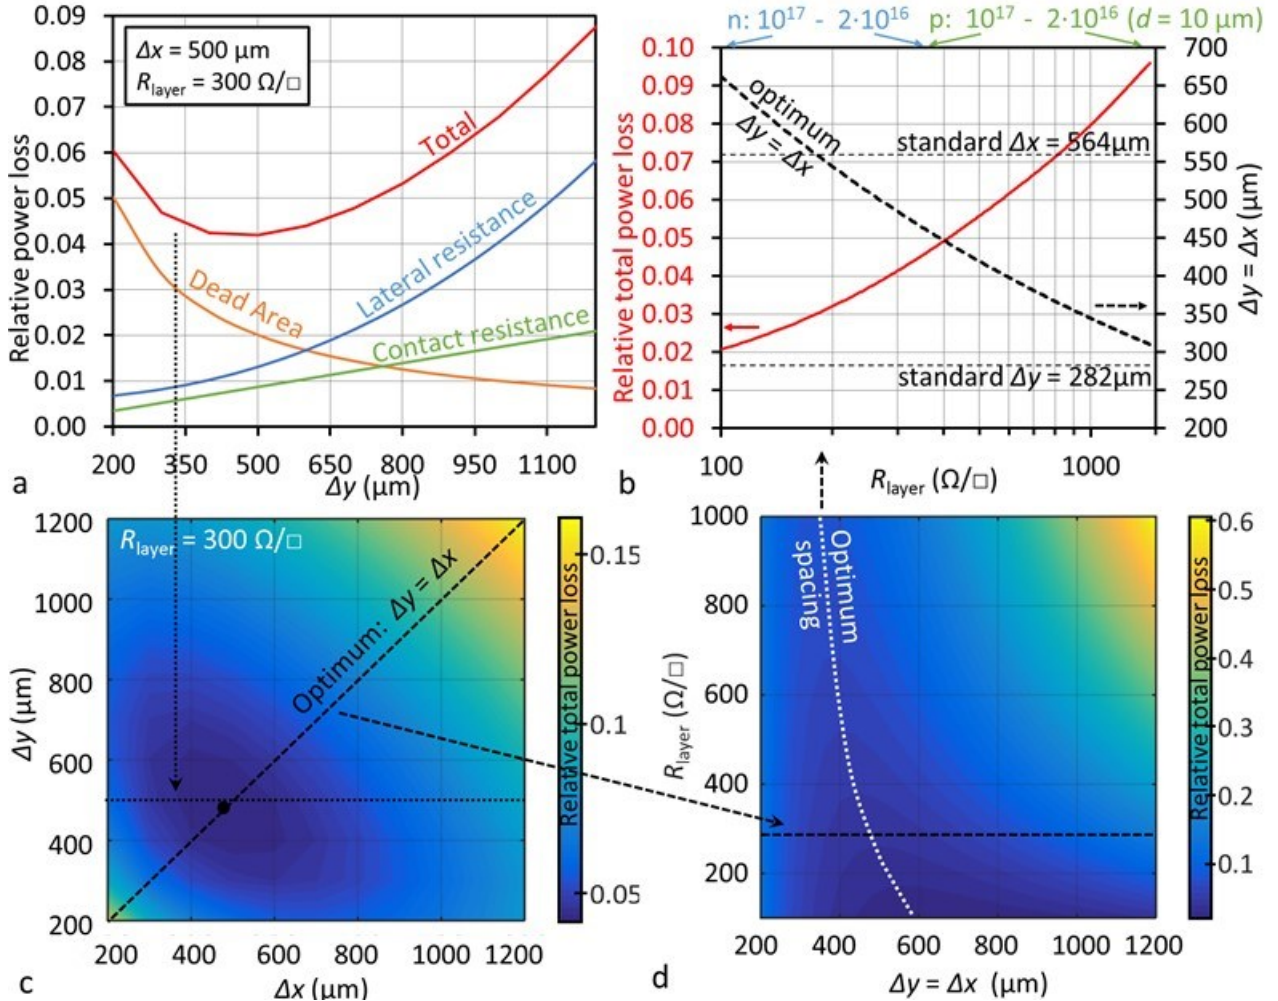 Δx = 500 µm
R_layer = 300 Ω/□
Relative power loss
0.09
0.08
0.07
0.06
0.05
0.04
0.03
0.02
0.01
0.00
Total
Lateral resistance
Dead Area
Contact resistance
200 350 500 650 800 950 1100
Δy (µm)
a
n: 10¹⁷ - 2·10¹⁶ p: 10¹⁷ - 2·10¹⁶ (d = 10 µm)
Relative total power loss
0.10
0.09
0.08
0.07
0.06
0.05
0.04
0.03
0.02
0.01
0.00
optimum
Δy = Δx
standard Δx = 564µm
standard Δy = 282µm
700
650
600
550
500
450
400
350
300
250
200
Δy = Δx (µm)
100 1000
R_layer (Ω/□)
b
R_layer = 300 Ω/□
Optimum: Δy = Δx
Δy (µm)
1200
1000
800
600
400
200
200 400 600 800 1000 1200
Δx (µm)
Relative total power loss
0.15
0.1
0.05
c
Optimum
spacing
R_layer (Ω/□)
1000
800
600
400
200
200 400 600 800 1000 1200
Δy = Δx (µm)
Relative total power loss
0.6
0.5
0.4
0.3
0.2
0.1
d